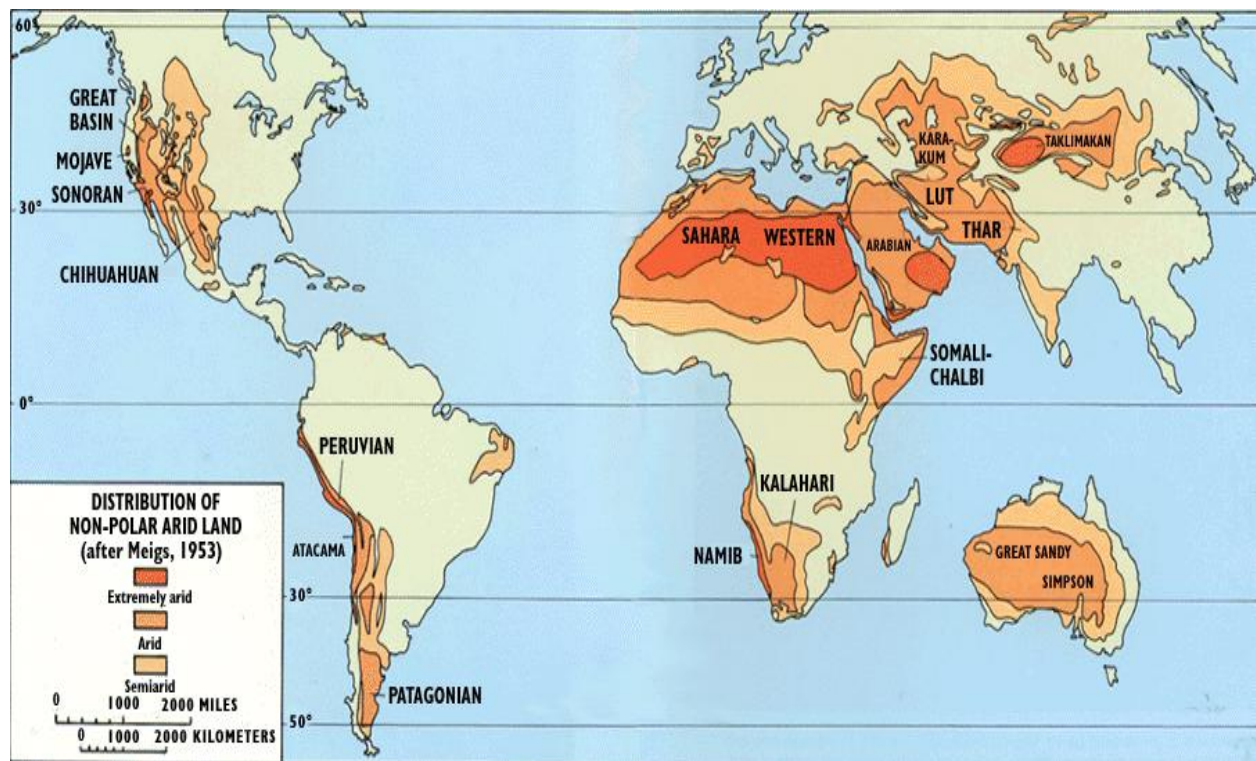 60°
GREAT
BASIN
MOJAVE
SONORAN
30°
CHIHUAHUAN
KARA-
KUM
TAKLIMAKAN
LUT
THAR
SAHARA
WESTERN
ARABIAN
SOMALI-
CHALBI
0°
PERUVIAN
KALAHARI
ATACAMA
NAMIB
GREAT SANDY
SIMPSON
30°
PATAGONIAN
50°
DISTRIBUTION OF
NON-POLAR ARID LAND
(after Meigs, 1953)
Extremely arid
Arid
Semiarid
0 1000 2000 MILES
0 1000 2000 KILOMETERS